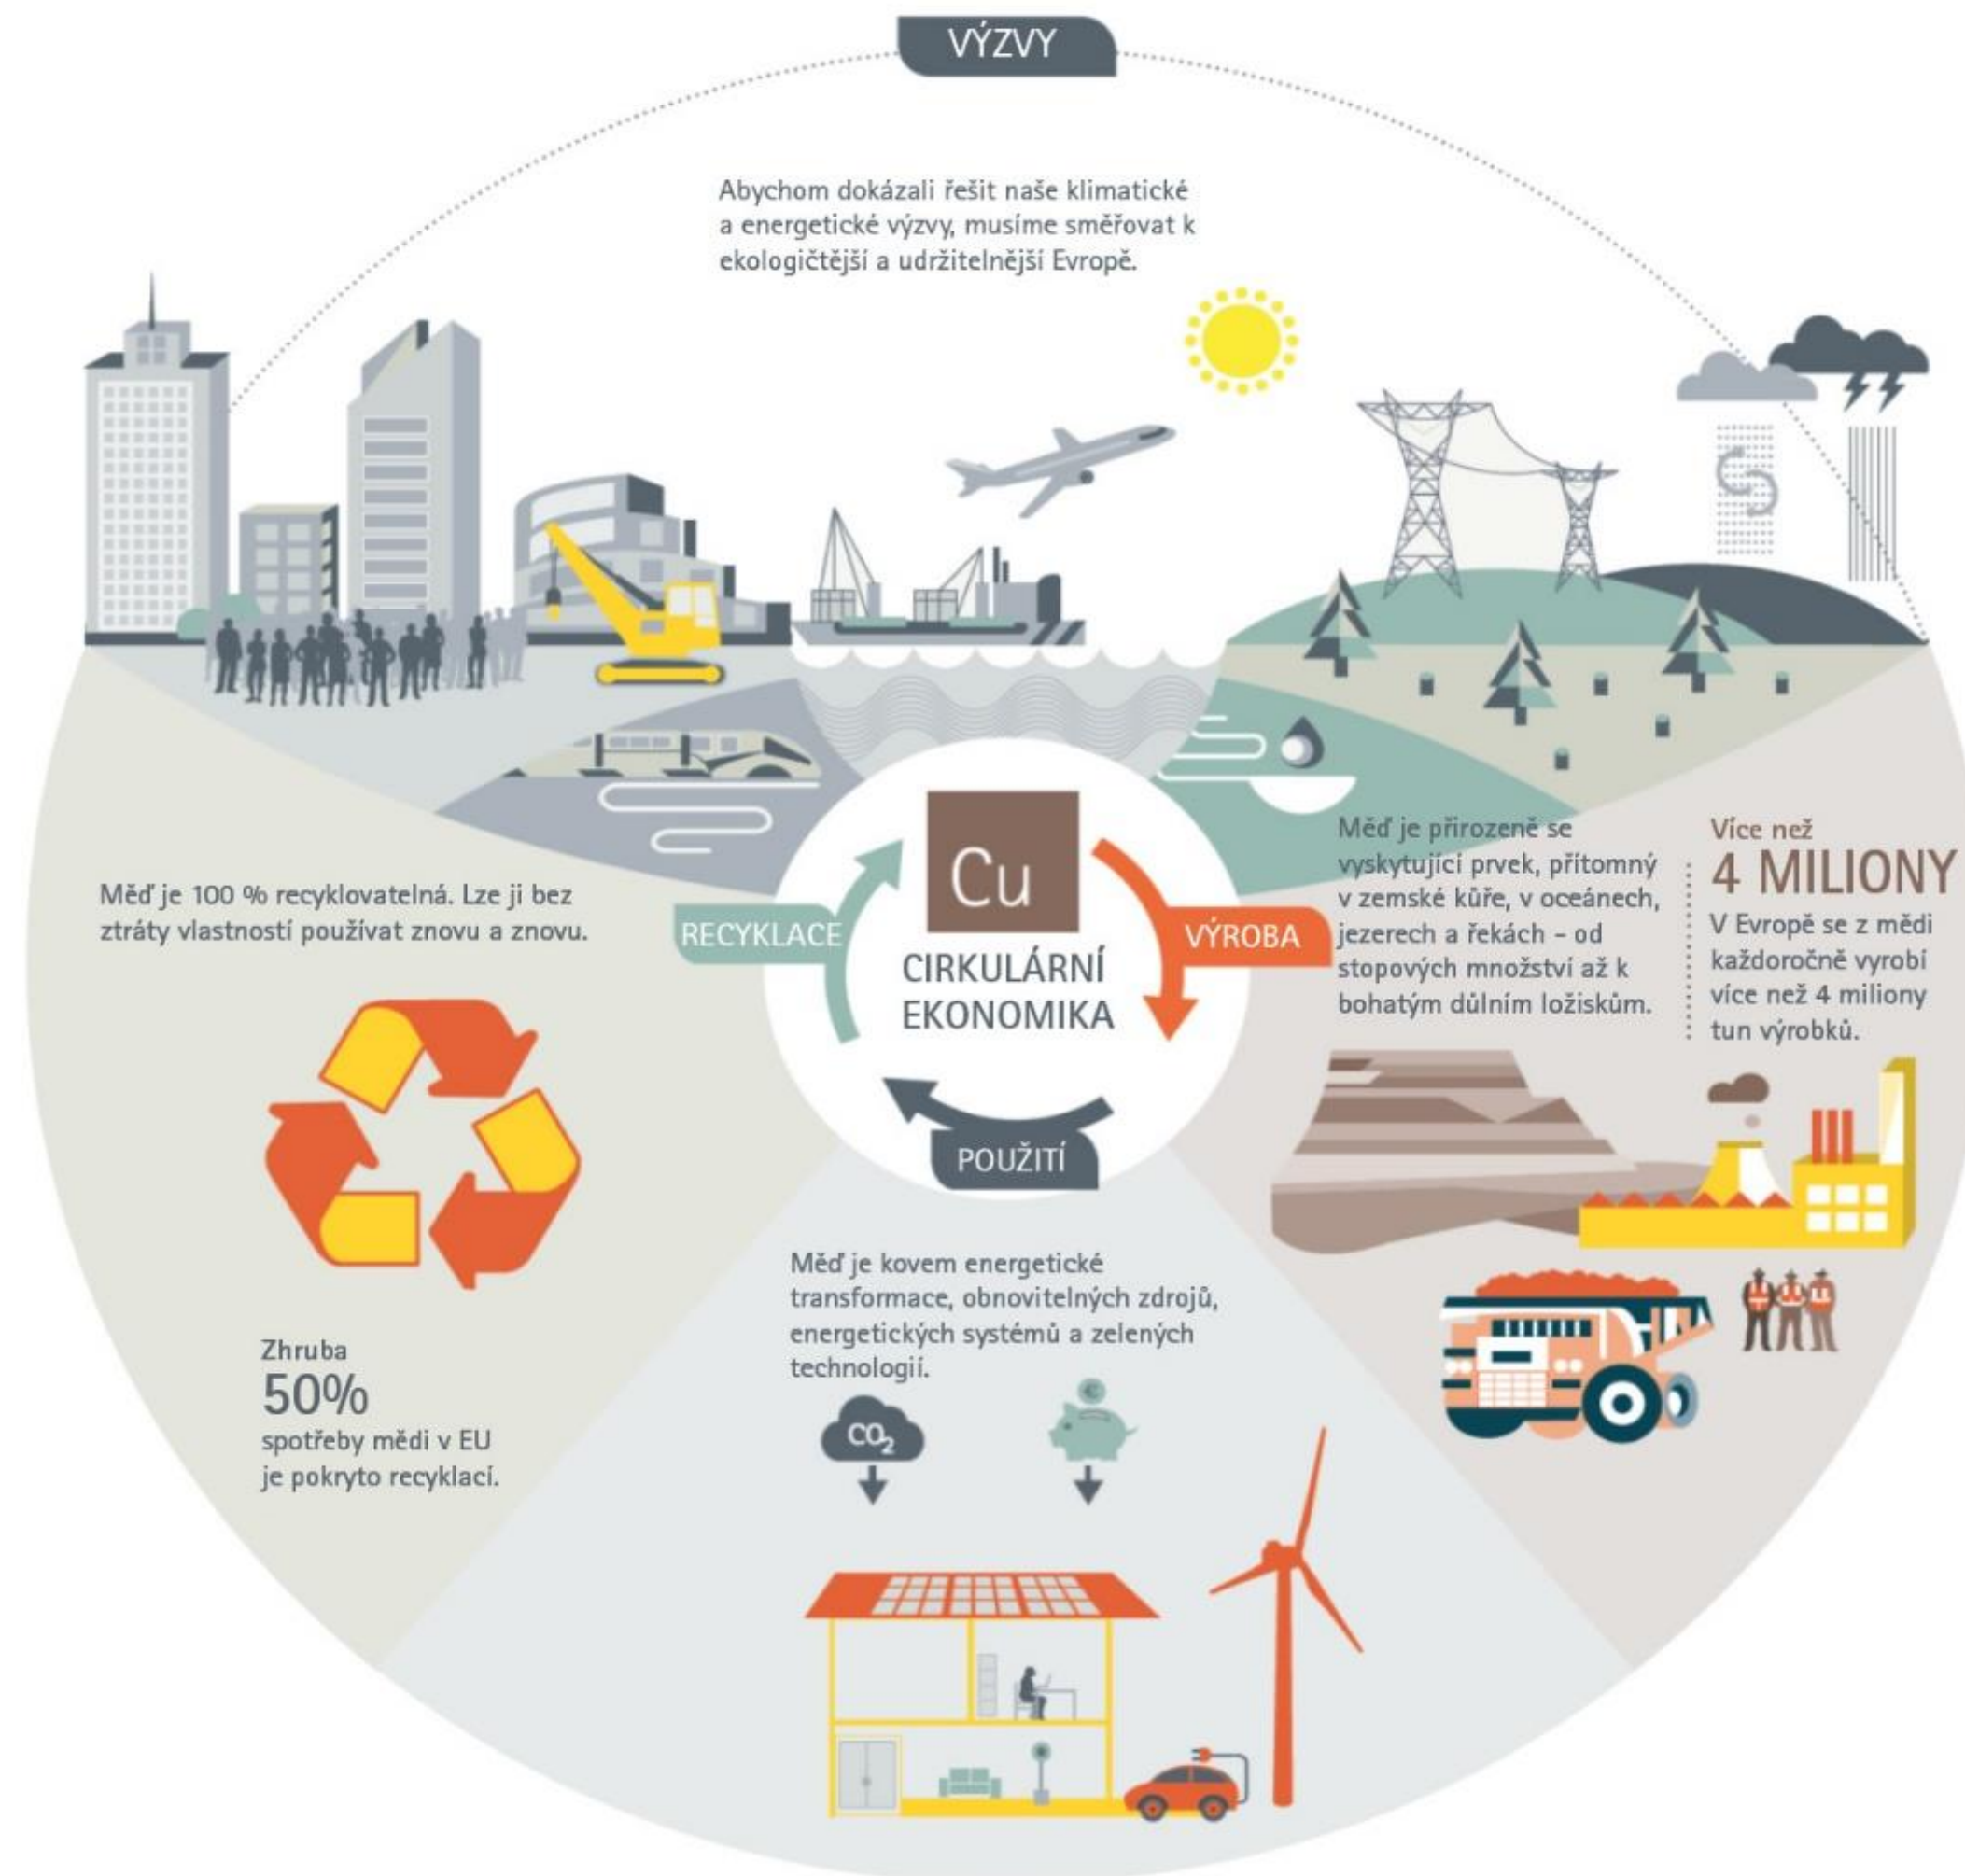 VÝZVY
Abychom dokázali řešit naše klimatické
a energetické výzvy, musíme směřovat k
ekologičtější a udržitelnější Evropě.
Cu
CIRKULÁRNÍ
EKONOMIKA
RECYKLACE
VÝROBA
POUŽITÍ
Měď je 100 % recyklovatelná. Lze ji bez
ztráty vlastností používat znovu a znovu.
Zhruba
50%
spotřeby mědi v EU
je pokryto recyklací.
Měď je přirozeně se
vyskytující prvek, přítomný
v zemské kůře, v oceánech,
jezerech a řekách – od
stopových množství až k
bohatým důlním ložiskům.
Více než
4 MILIONY
V Evropě se z mědi
každoročně vyrobí
více než 4 miliony
tun výrobků.
Měď je kovem energetické
transformace, obnovitelných zdrojů,
energetických systémů a zelených
technologií.
CO₂
€